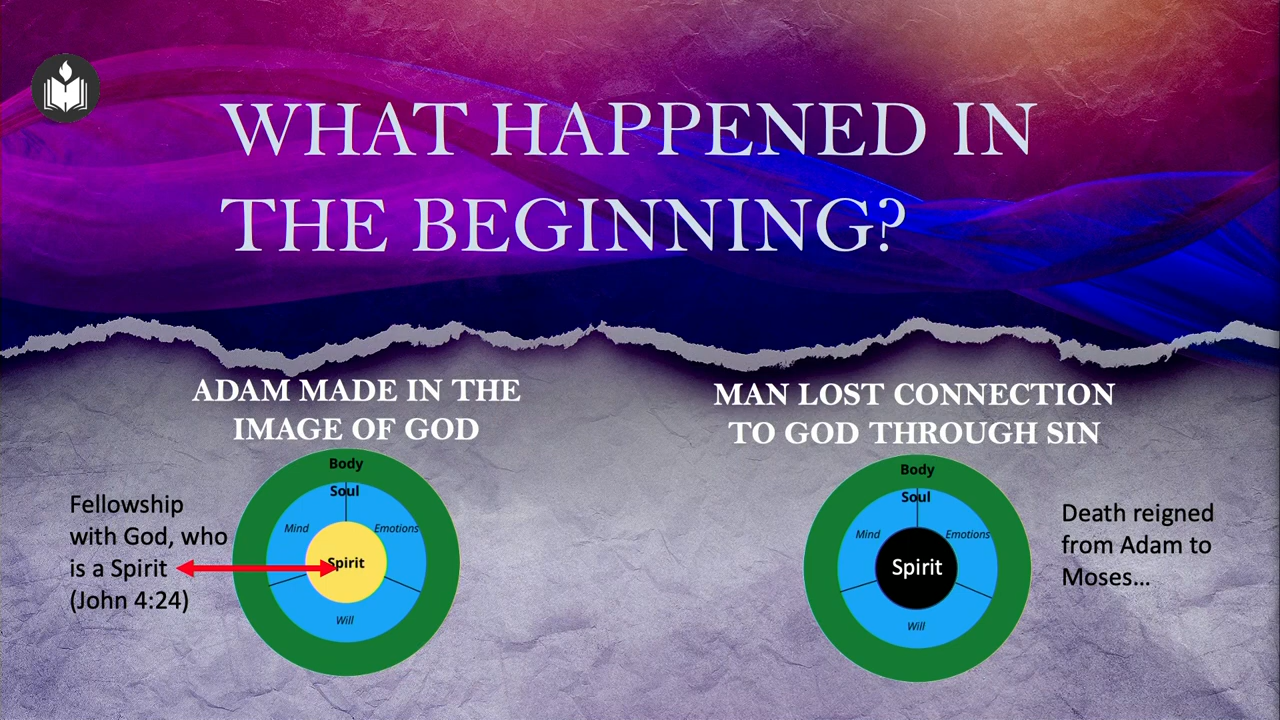 WHAT HAPPENED IN
THE BEGINNING?
ADAM MADE IN THE
IMAGE OF GOD
Fellowship
with God, who
is a Spirit
(John 4:24)
Body
Soul
Mind
Emotions
Spirit
Will
MAN LOST CONNECTION
TO GOD THROUGH SIN
Body
Soul
Mind
Emotions
Spirit
Will
Death reigned
from Adam to
Moses...